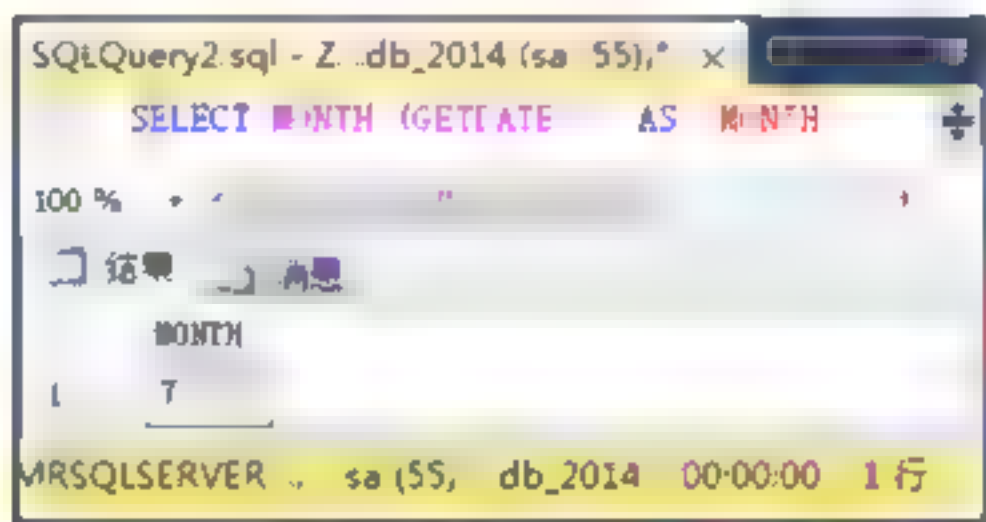 SQLQuery2.sql - Z...db_2014 (sa (55))* ×
SELECT MONTH (GETDATE()) AS MONTH
100 %
结果 消息
MONTH
1 7
MRSQLSERVER ... sa (55) db_2014 00:00:00 1 行